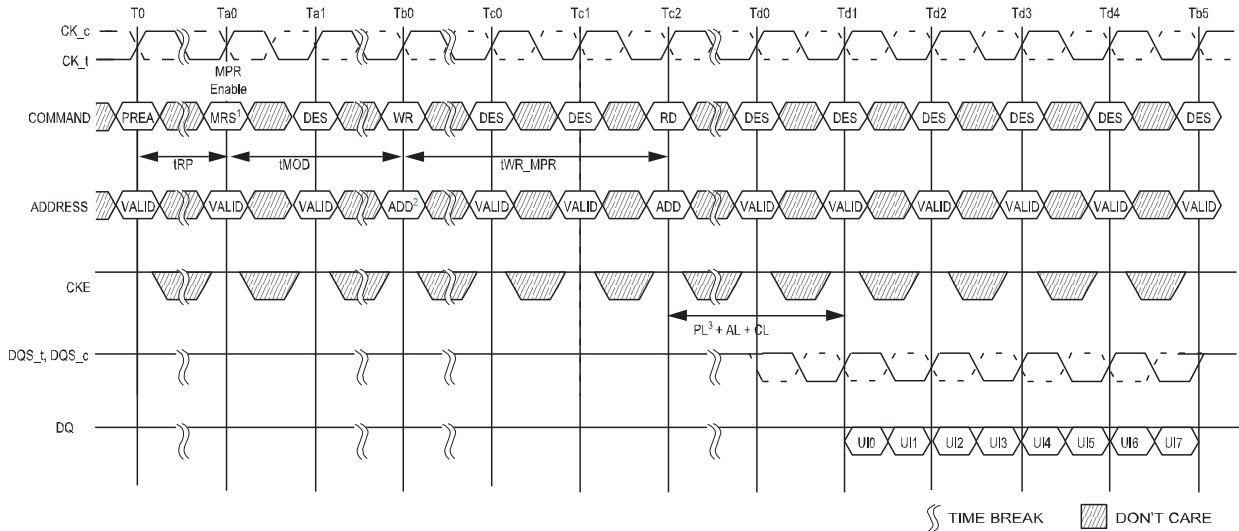 T0 Ta0 Ta1 Tb0 Tc0 Tc1 Tc2 Td0 Td1 Td2 Td3 Td4 Tb5
CK_c
CK_t
MPR
Enable
COMMAND PREA MRS¹ DES WR DES DES RD DES DES DES DES DES DES
tRP tMOD tWR_MPR
ADDRESS VALID VALID VALID ADD² VALID VALID ADD VALID VALID VALID VALID VALID VALID
CKE
PL³ + AL + CL
DQS_t, DQS_c
DQ UI0 UI1 UI2 UI3 UI4 UI5 UI6 UI7
TIME BREAK DON'T CARE